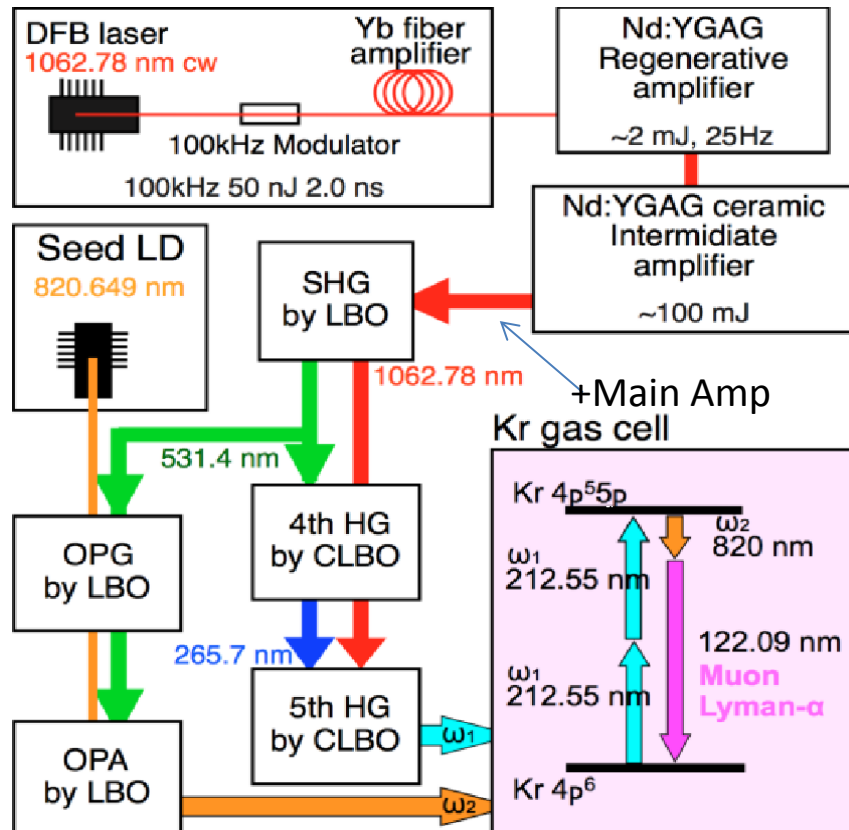 DFB laser
1062.78 nm cw
Yb fiber
amplifier
100kHz Modulator
100kHz 50 nJ 2.0 ns
Nd:YGAG
Regenerative
amplifier
~2 mJ, 25Hz
Nd:YGAG ceramic
Intermidiate
amplifier
~100 mJ
Seed LD
820.649 nm
SHG
by LBO
1062.78 nm
+Main Amp
531.4 nm
OPG
by LBO
4th HG
by CLBO
265.7 nm
5th HG
by CLBO
OPA
by LBO
ω1
ω2
Kr gas cell
Kr 4p⁵5p
ω2
820 nm
ω1
212.55 nm
122.09 nm
Muon
Lyman-α
ω1
212.55 nm
Kr 4p⁶